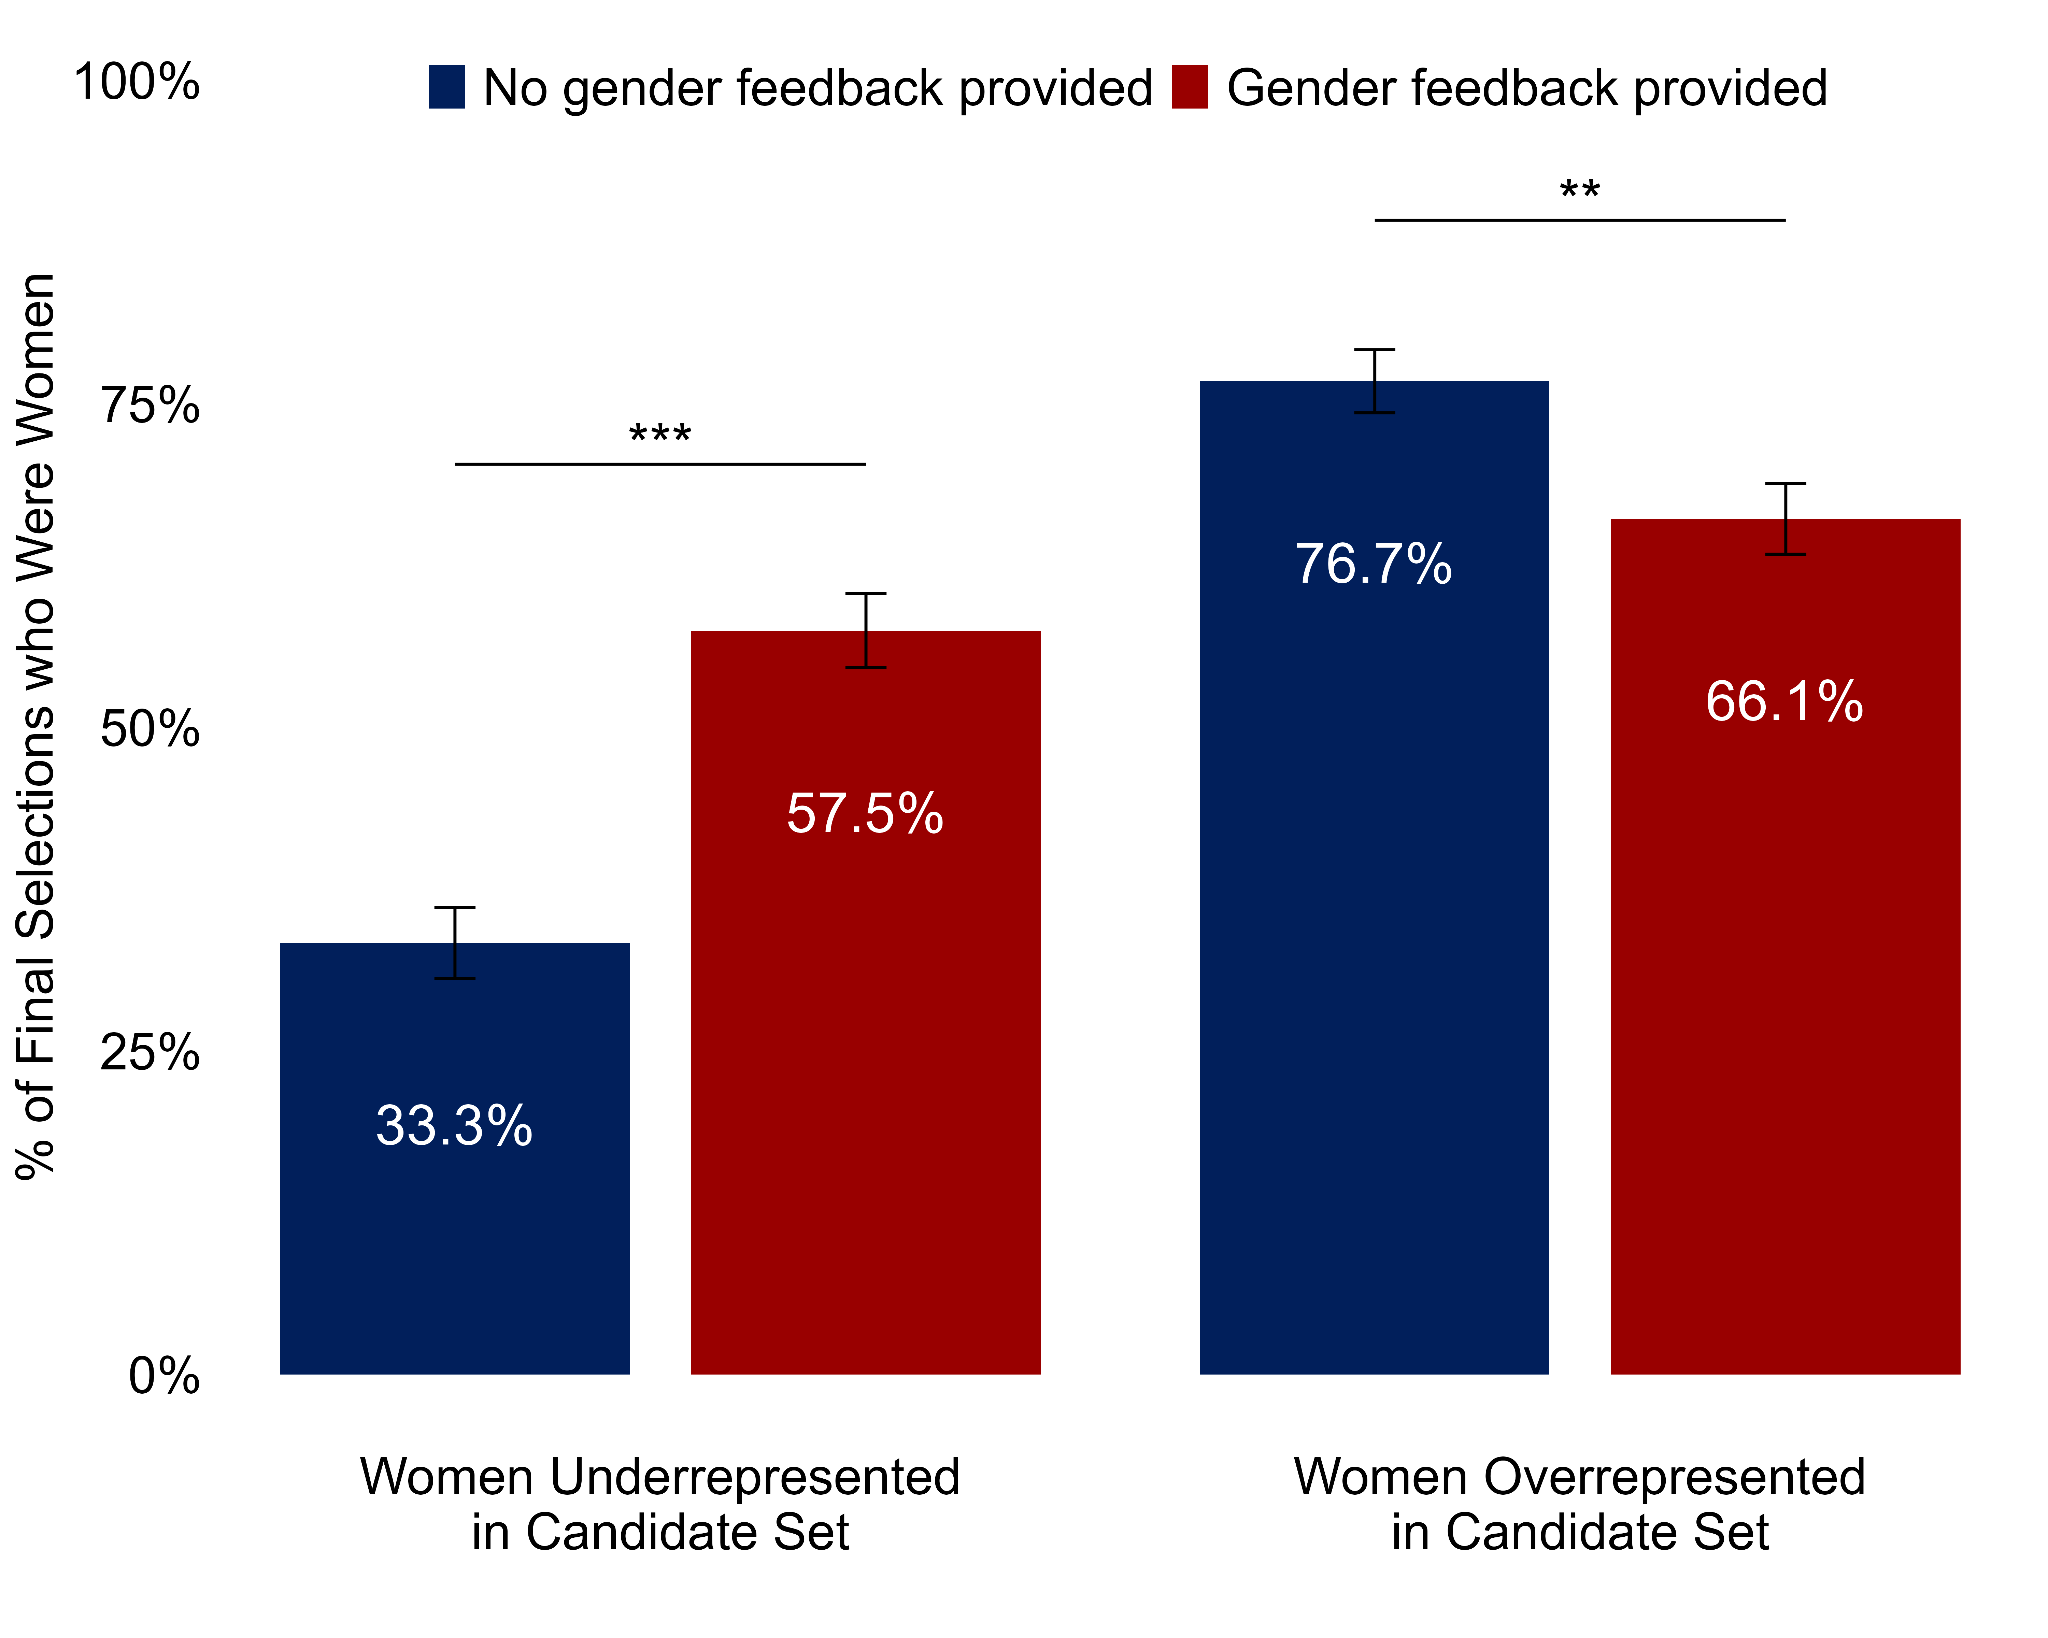 100%
No gender feedback provided
Gender feedback provided
**
75%
***
76.7%
66.1%
57.5%
50%
33.3%
25%
0%
% of Final Selections who Were Women
Women Underrepresented
in Candidate Set
Women Overrepresented
in Candidate Set